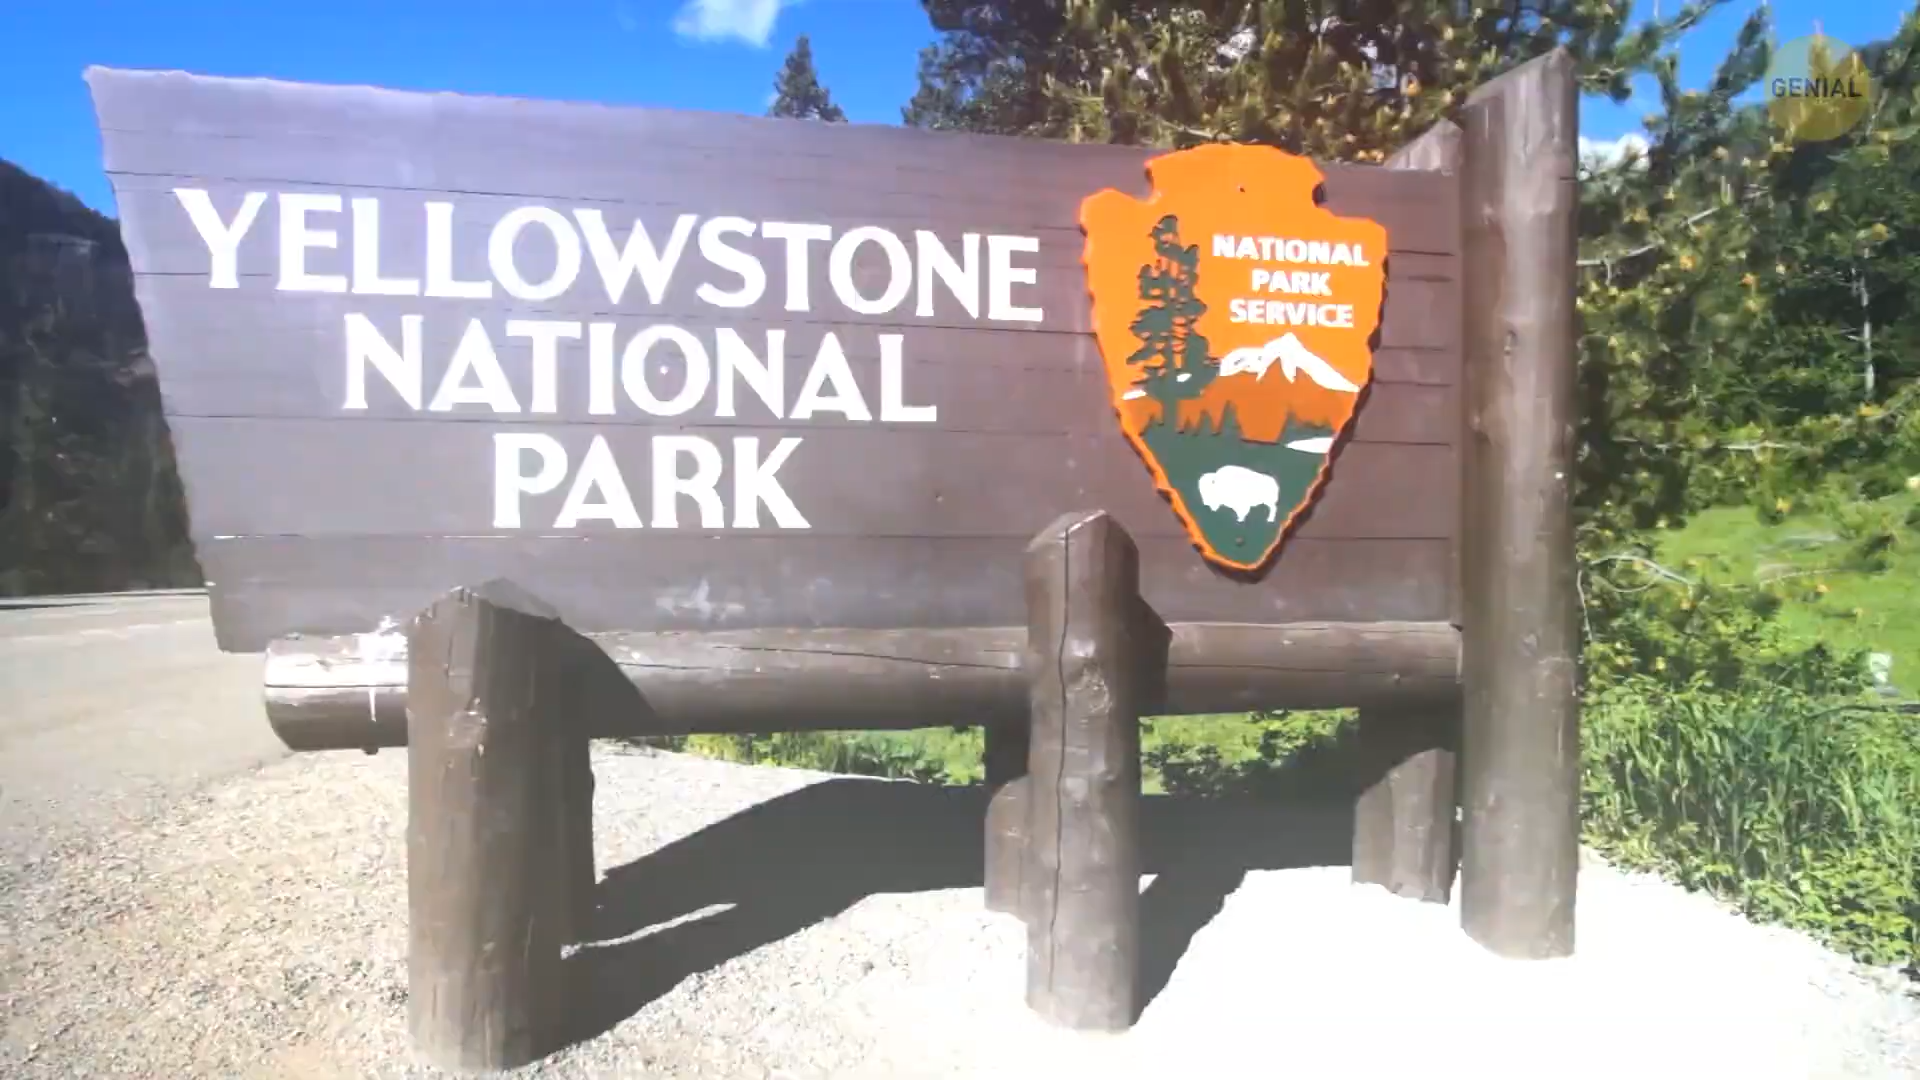 YELLOWSTONE
NATIONAL
PARK
NATIONAL
PARK
SERVICE
GENIAL